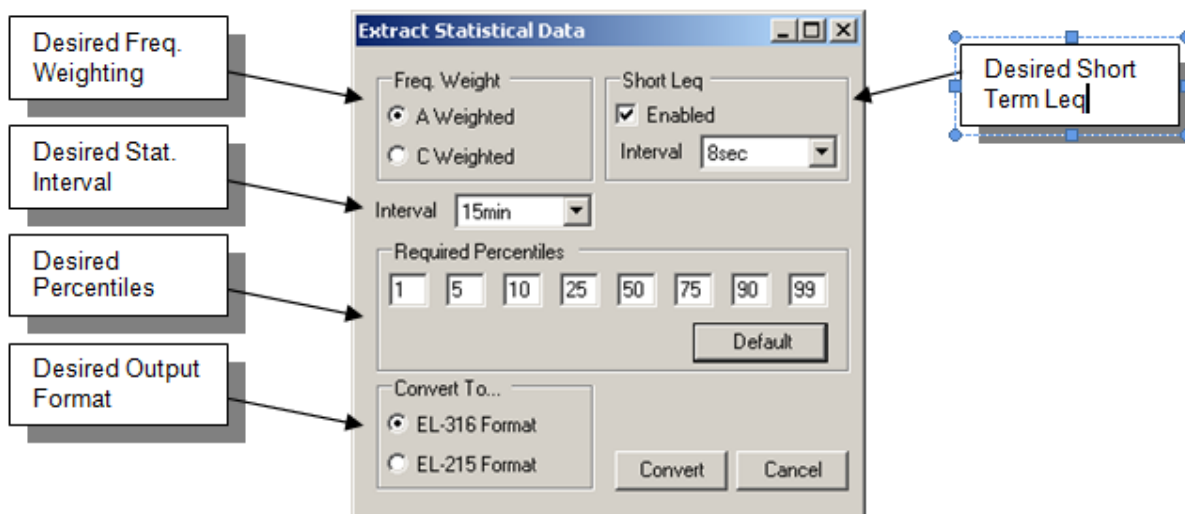 Desired Freq.
Weighting
Desired Stat.
Interval
Desired
Percentiles
Desired Output
Format
Extract Statistical Data
Freq. Weight
A Weighted
C Weighted
Short Leq
Enabled
Interval 8sec
Interval 15min
Required Percentiles
1 5 10 25 50 75 90 99
Default
Convert To...
EL-316 Format
EL-215 Format
Convert Cancel
Desired Short
Term Leq